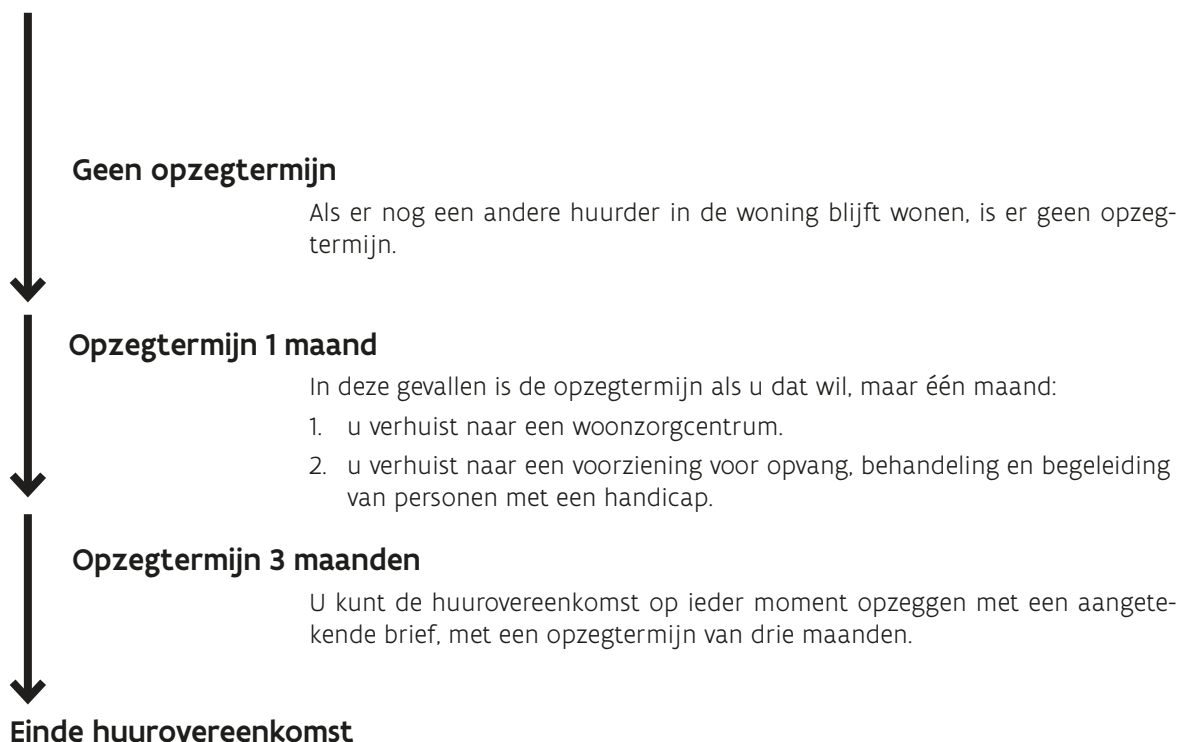 Geen opzegtermijn
Als er nog een andere huurder in de woning blijft wonen, is er geen opzeg-
termijn.
Opzegtermijn 1 maand
In deze gevallen is de opzegtermijn als u dat wil, maar één maand:
1. u verhuist naar een woonzorgcentrum.
2. u verhuist naar een voorziening voor opvang, behandeling en begeleiding
van personen met een handicap.
Opzegtermijn 3 maanden
U kunt de huurovereenkomst op ieder moment opzeggen met een aangete-
kende brief, met een opzegtermijn van drie maanden.
Einde huurovereenkomst